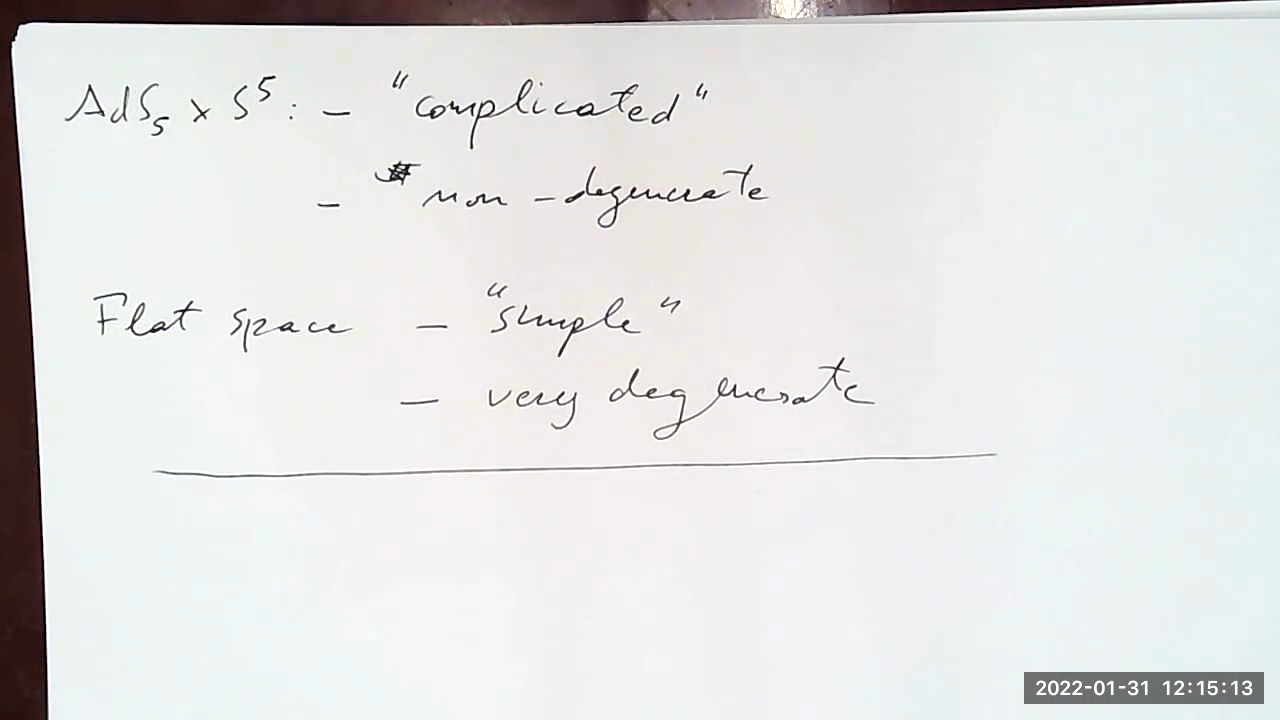 AdS₅ × S⁵ : – "complicated"
– non-degenerate
Flat space – "simple"
– very degenerate
2022-01-31 12:15:13